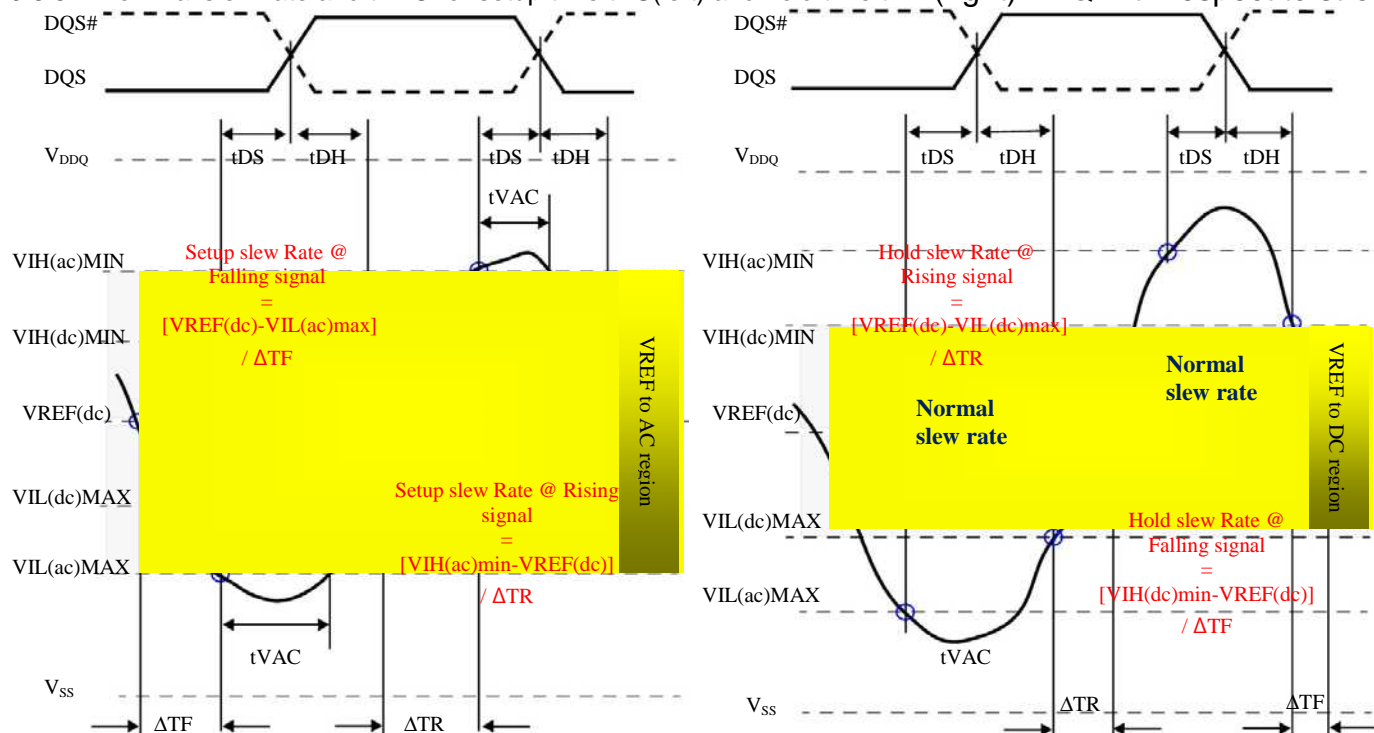 DQS#
DQS
tDS
tDH
tDS
tDH
VDDQ
tVAC
VIH(ac)MIN
Setup slew Rate @
Falling signal
=
[VREF(dc)-VIL(ac)max]
/ ΔTF
VIH(dc)MIN
VREF(dc)
VREF to AC region
VIL(dc)MAX
Setup slew Rate @ Rising
signal
=
[VIH(ac)min-VREF(dc)]
/ ΔTR
VIL(ac)MAX
tVAC
VSS
ΔTF
ΔTR
DQS#
DQS
tDS
tDH
tDS
tDH
VDDQ
VIH(ac)MIN
Hold slew Rate @
Rising signal
=
[VREF(dc)-VIL(dc)max]
/ ΔTR
VIH(dc)MIN
Normal
slew rate
Normal
slew rate
VREF(dc)
VREF to DC region
VIL(dc)MAX
Hold slew Rate @
Falling signal
=
[VIH(dc)min-VREF(dc)]
/ ΔTF
VIL(ac)MAX
tVAC
VSS
ΔTR
ΔTF